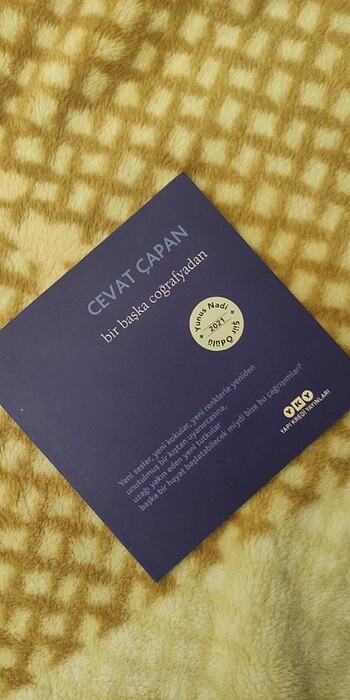 CEVAT ÇAPAN
bir başka coğrafyadan
Yunus Nadi
2021
Şiir Ödülü
Yeni sesler, yeni kokular, yeni renklerle yeniden
unutulmuş bir kıştan uyanırcasına,
uzağı yakın eden yeni tutkular
başka bir hayat başlatabilecek miydi bize bu çağrışımlar?
YKY
YAPI KREDİ YAYINLARI